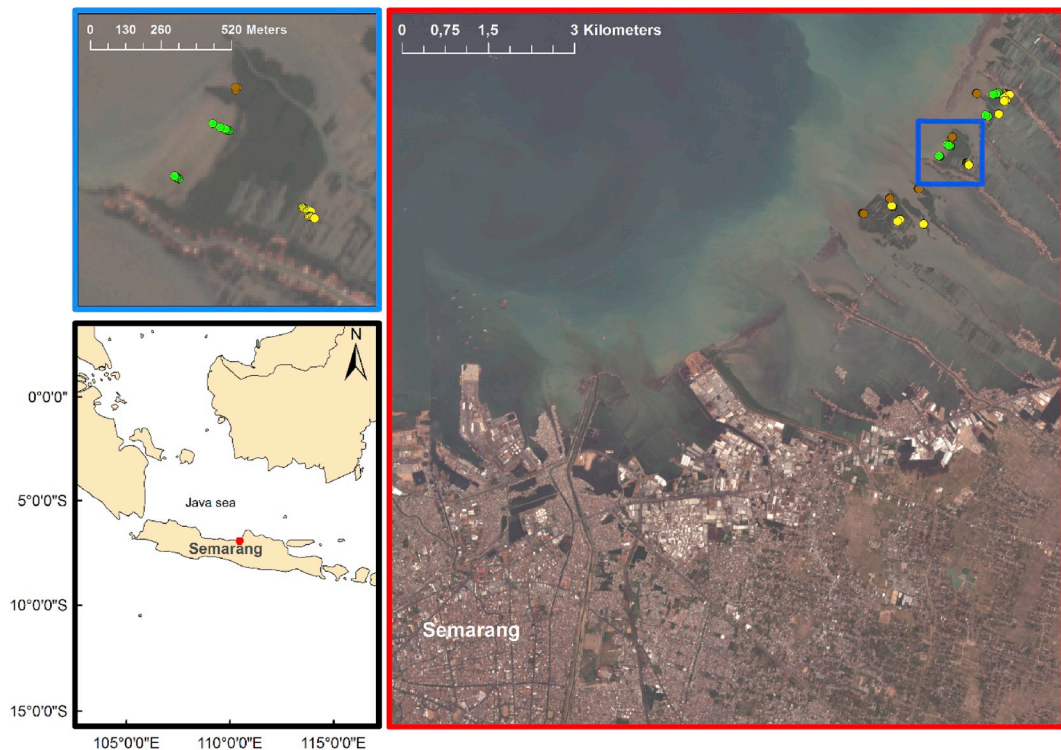 0 130 260 520 Meters
0 0,75 1,5 3 Kilometers
N
0°0'0"
5°0'0"S
10°0'0"S
15°0'0"S
Java sea
Semarang
105°0'0"E 110°0'0"E 115°0'0"E
Semarang